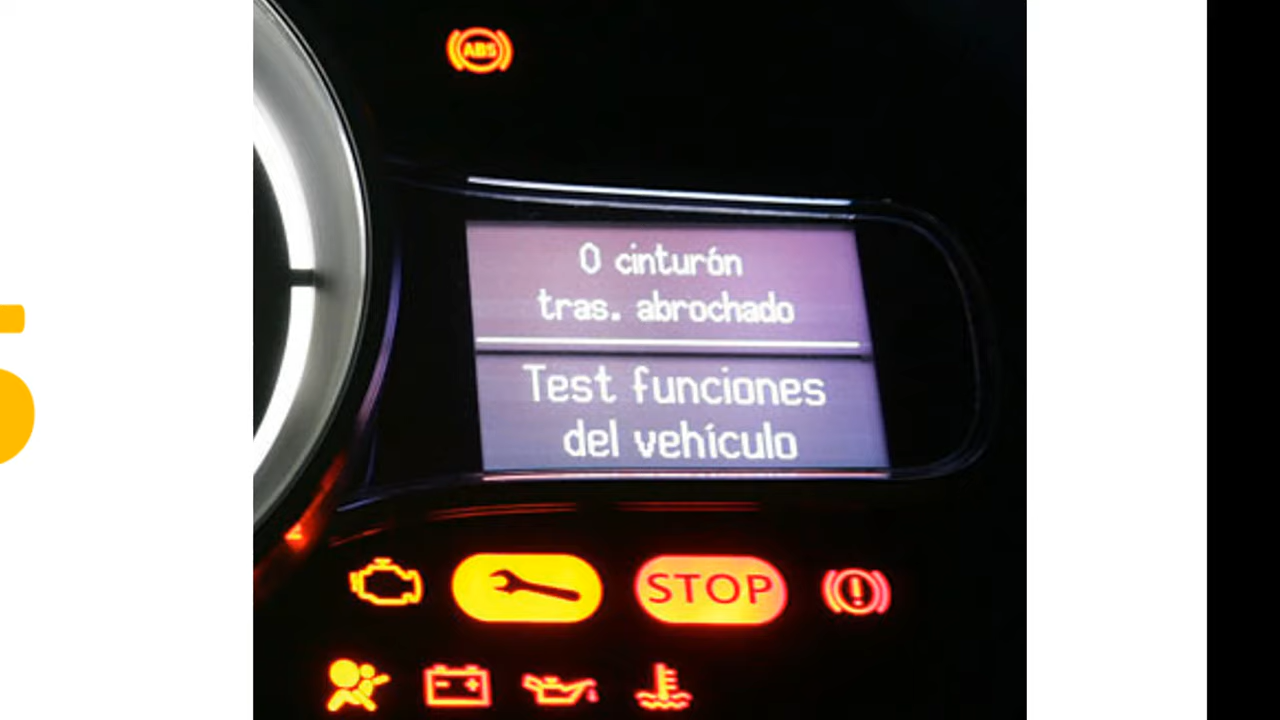 ABS
0 cinturón
tras. abrochado
Test funciones
del vehículo
STOP